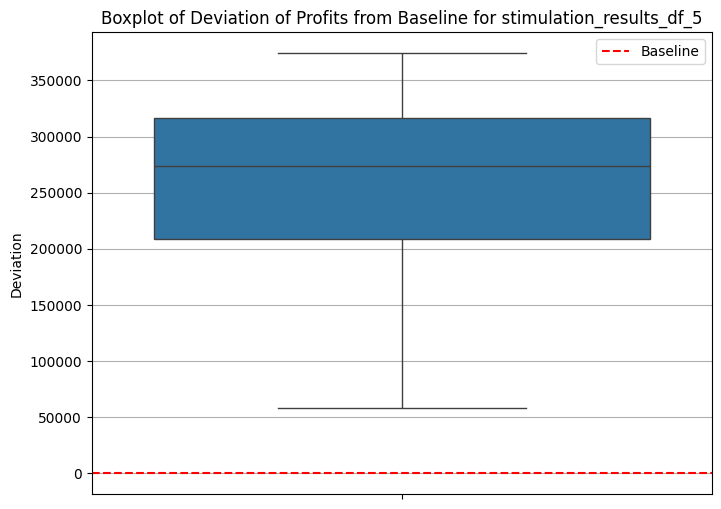 Boxplot of Deviation of Profits from Baseline for stimulation_results_df_5
Baseline
350000
300000
250000
200000
150000
100000
50000
0
Deviation